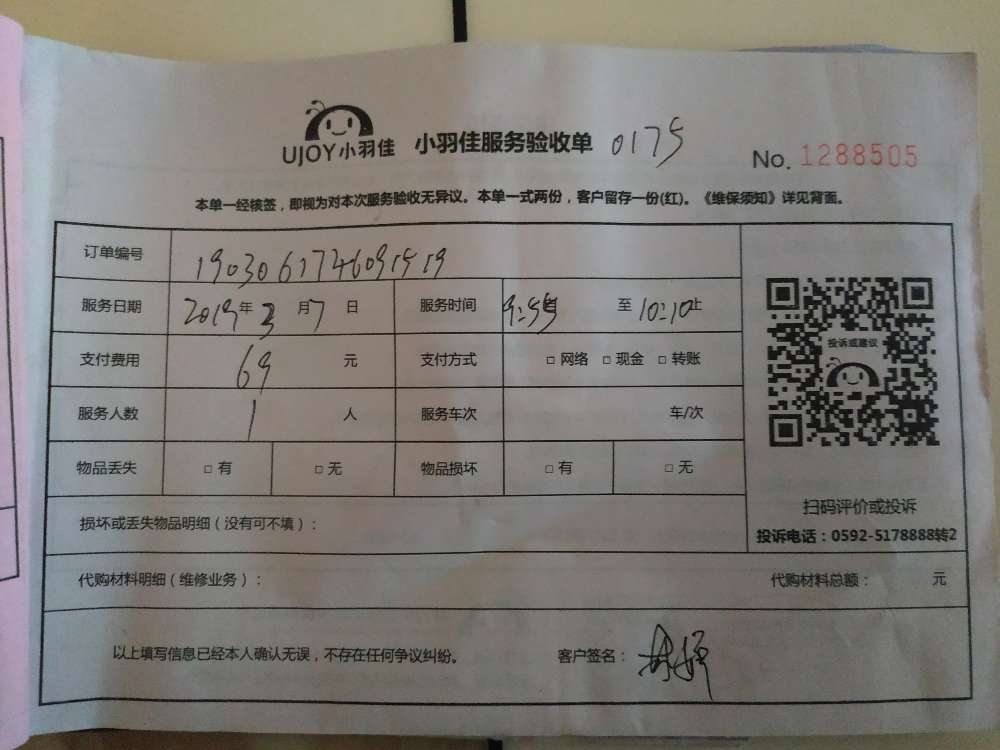 UJOY小羽佳 小羽佳服务验收单 0175 No. 1288505
本单一经核签，即视为对本次服务验收无异议。本单一式两份，客户留存一份(红)。《维保须知》详见背面。
订单编号 1903061746091519
服务日期 2019年3月7日 服务时间 9:55 至 10:10止
投诉或建议
支付费用 69 元 支付方式 □ 网络 □ 现金 □ 转账
服务人数 1 人 服务车次 车/次
物品丢失 □ 有 □ 无 物品损坏 □ 有 □ 无
扫码评价或投诉
损坏或丢失物品明细（没有可不填）：
投诉电话：0592-5178888转2
代购材料明细（维修业务）： 代购材料总额： 元
以上填写信息已经本人确认无误，不存在任何争议纠纷。 客户签名：